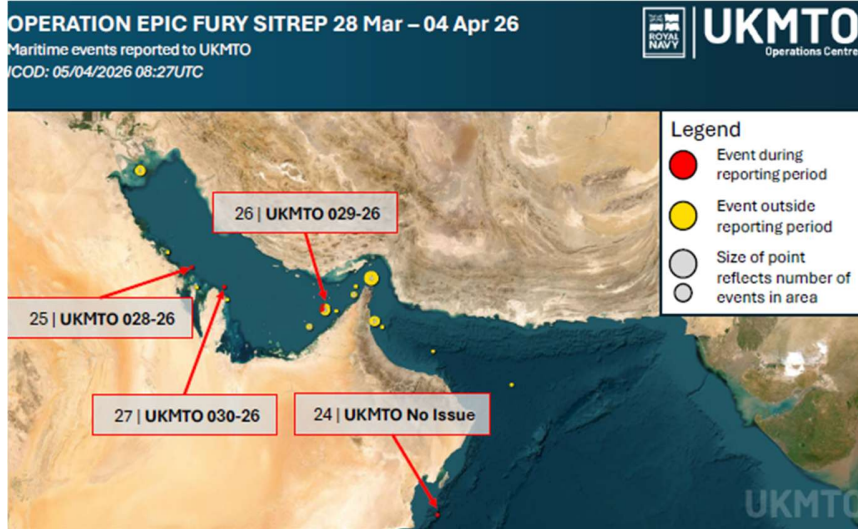 OPERATION EPIC FURY SITREP 28 Mar – 04 Apr 26
Maritime events reported to UKMTO
ICOD: 05/04/2026 08:27UTC
ROYAL
NAVY
UKMTO
Operations Centre
Legend
Event during
reporting period
Event outside
reporting period
Size of point
reflects number of
events in area
26 | UKMTO 029-26
25 | UKMTO 028-26
27 | UKMTO 030-26
24 | UKMTO No Issue
UKMTO